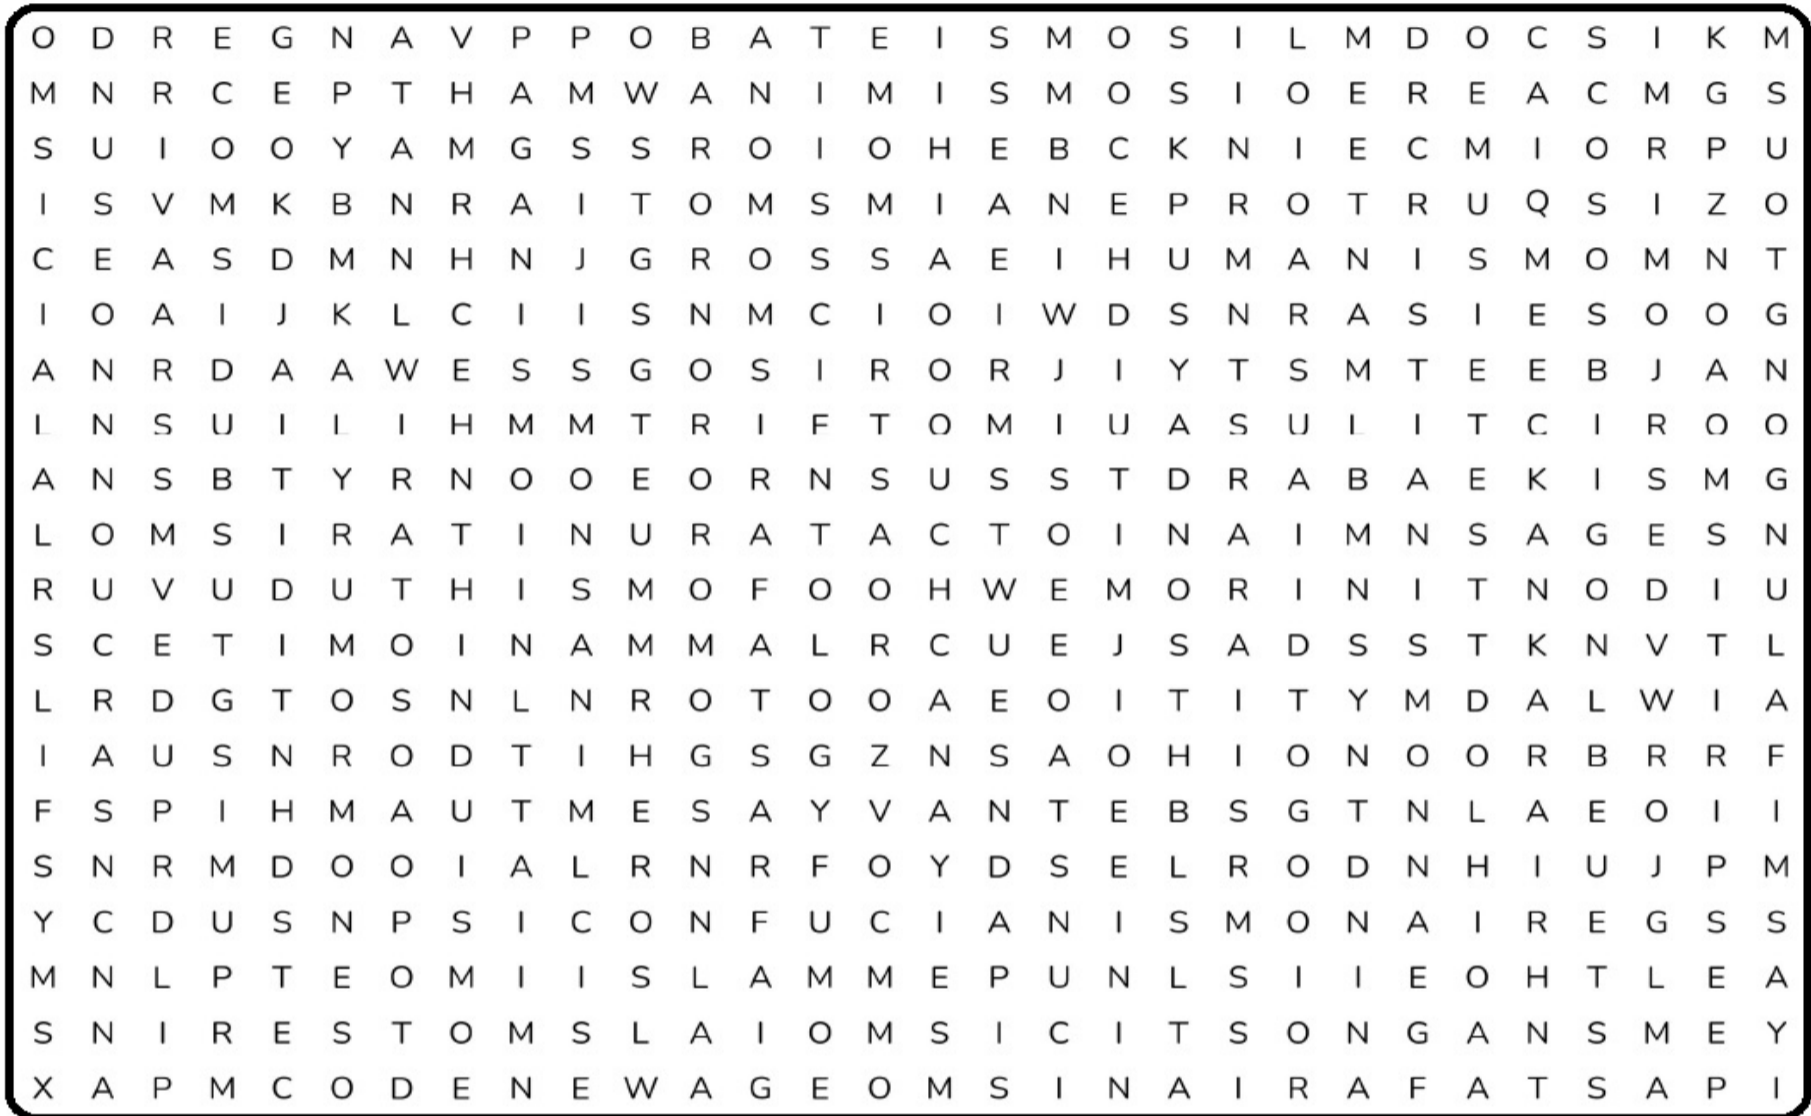 O D R E G N A V P P O B A T E I S M O S I L M D O C S I K M
M N R C E P T H A M W A N I M I S M O S I O E R E A C M G S
S U I O O Y A M G S S R O I O H E B C K N I E C M I O R P U
I S V M K B N R A I T O M S M I A N E P R O T R U Q S I Z O
C E A S D M N H N J G R O S S A E I H U M A N I S M O M N T
I O A I J K L C I I S N M C I O I W D S N R A S I E S O O G
A N R D A A W E S S G O S I R O R J I Y T S M T E E B J A N
L N S U I L I H M M T R I F T O M I U A S U L I T C I R O O
A N S B T Y R N O O E O R N S U S S T D R A B A E K I S M G
L O M S I R A T I N U R A T A C T O I N A I M N S A G E S N
R U V U D U T H I S M O F O O H W E M O R I N I T N O D I U
S C E T I M O I N A M M A L R C U E J S A D S S T K N V T L
L R D G T O S N L N R O T O O A E O I T I T Y M D A L W I A
I A U S N R O D T I H G S G Z N S A O H I O N O O R B R R F
F S P I H M A U T M E S A Y V A N T E B S G T N L A E O I I
S N R M D O O I A L R N R F O Y D S E L R O D N H I U J P M
Y C D U S N P S I C O N F U C I A N I S M O N A I R E G S S
M N L P T E O M I I S L A M M E P U N L S I I E O H T L E A
S N I R E S T O M S L A I O M S I C I T S O N G A N S M E Y
X A P M C O D E N E W A G E O M S I N A I R A F A T S A P I